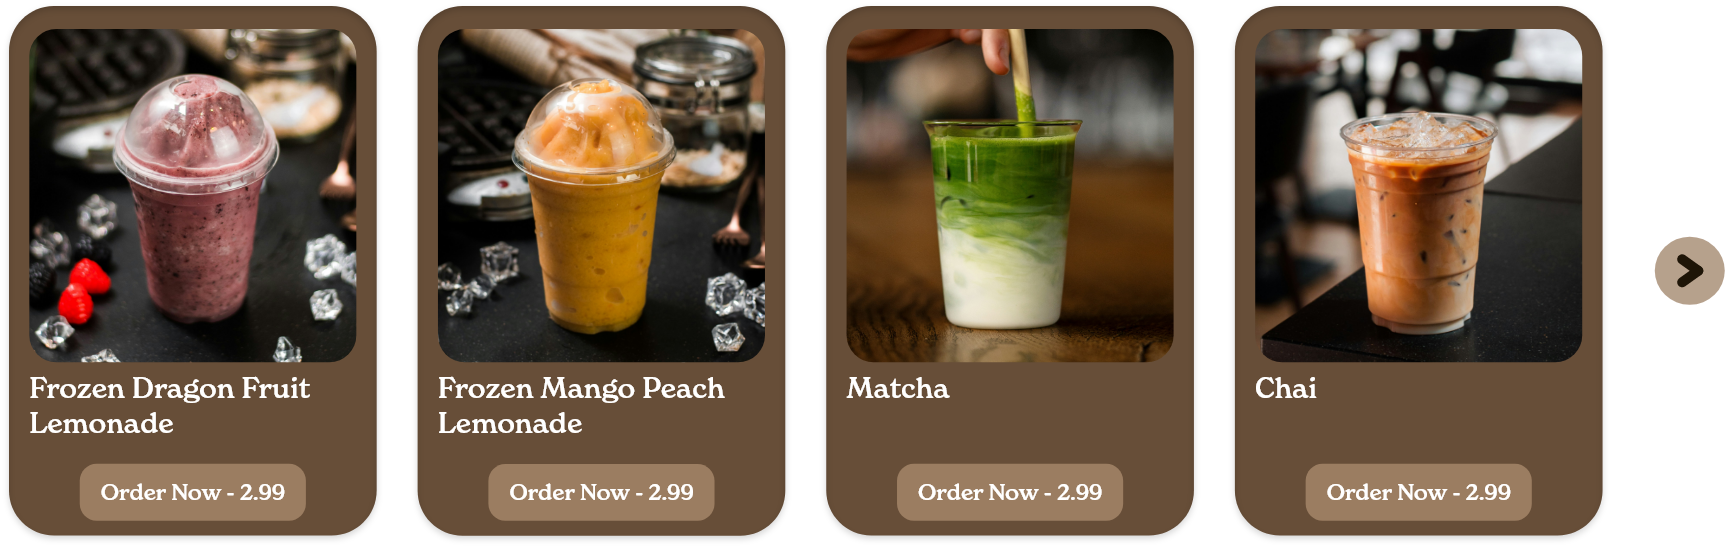 Frozen Dragon Fruit
Lemonade
Order Now - 2.99
Frozen Mango Peach
Lemonade
Order Now - 2.99
Matcha
Order Now - 2.99
Chai
Order Now - 2.99